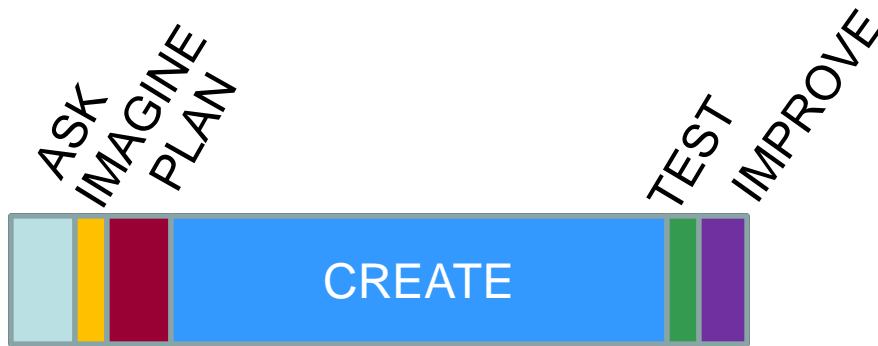 ASK
IMAGINE
PLAN
CREATE
TEST
IMPROVE